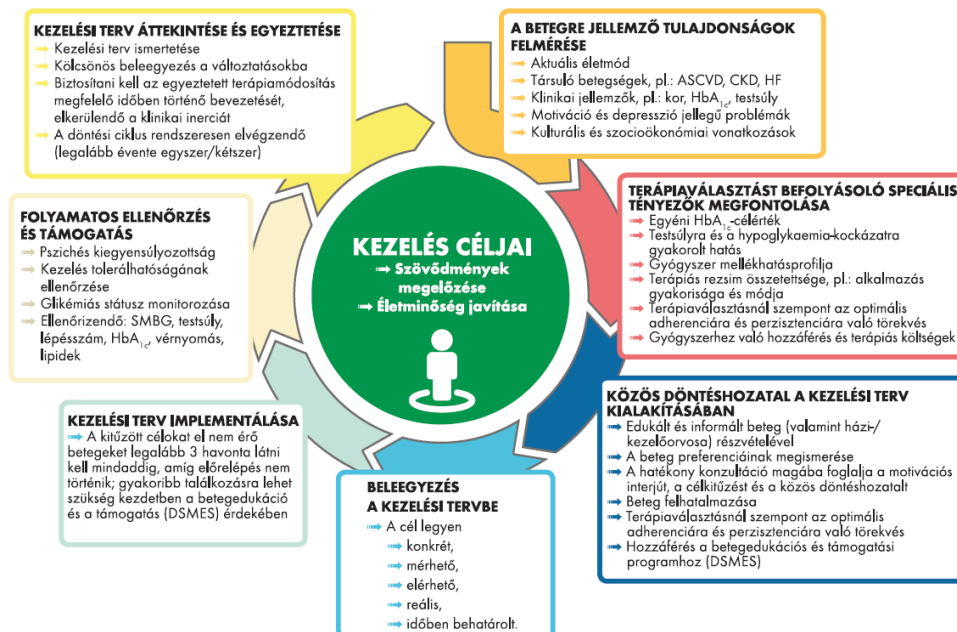 KEZELÉSI TERV ÁTTEKINTÉSE ÉS EGYEZTETÉSE
Kezelési terv ismertetése
Kölcsönös beleegyezés a változtatásokba
Biztosítani kell az egyeztetett terápiamódosítás
megfelelő időben történő bevezetését,
elkerülendő a klinikai inerciát
A döntési ciklus rendszeresen elvégzendő
(legalább évente egyszer/kétszer)
A BETEGRE JELLEMZŐ TULAJDONSÁGOK
FELMÉRÉSE
Aktuális életmód
Társuló betegségek, pl.: ASCVD, CKD, HF
Klinikai jellemzők, pl.: kor, HbA1c, testsúly
Motiváció és depresszió jellegű problémák
Kulturális és szocioökonómiai vonatkozások
TERÁPIAVÁLASZTÁST BEFOLYÁSOLÓ SPECIÁLIS
TÉNYEZŐK MEGFONTOLÁSA
Egyéni HbA1c-célérték
Testsúlyra és a hypoglykaemia-kockázatra
gyakorolt hatás
Gyógyszer mellékhatásprofilja
Terápiás rezsim összetettsége, pl.: alkalmazás
gyakorisága és módja
Terápiaválasztásnál szempont az optimális
adherenciára és perzisztenciára való törekvés
Gyógyszerhez való hozzáférés és terápiás költségek
KÖZÖS DÖNTÉSHOZATAL A KEZELÉSI TERV
KIALAKÍTÁSÁBAN
Edukált és informált beteg (valamint házi-/
kezelőorvosa) részvételével
A beteg preferenciáinak megismerése
A hatékony konzultáció magába foglalja a motivációs
interjút, a célkitűzést és a közös döntéshozatalt
Beteg felhatalmazása
Terápiaválasztásnál szempont az optimális
adherenciára és perzisztenciára való törekvés
Hozzáférés a betegedukációs és támogatási
programhoz (DSMES)
BELEEGYEZÉS
A KEZELÉSI TERVBE
A cél legyen
konkrét,
mérhető,
elérhető,
reális,
időben behatárolt.
KEZELÉSI TERV IMPLEMENTÁLÁSA
A kitűzött célokat el nem érő
betegeket legalább 3 havonta látni
kell mindaddig, amíg előrelépés nem
történik; gyakoribb találkozásra lehet
szükség kezdetben a betegedukáció
és a támogatás (DSMES) érdekében
FOLYAMATOS ELLENŐRZÉS
ÉS TÁMOGATÁS
Pszichés kiegyensúlyozottság
Kezelés tolerálhatóságának
ellenőrzése
Glikémiás státusz monitorozása
Ellenőrizendő: SMBG, testsúly,
lépésszám, HbA1c, vérnyomás,
lipidek
KEZELÉS CÉLJAI
Szövődmények
megelőzése
Életminőség javítása